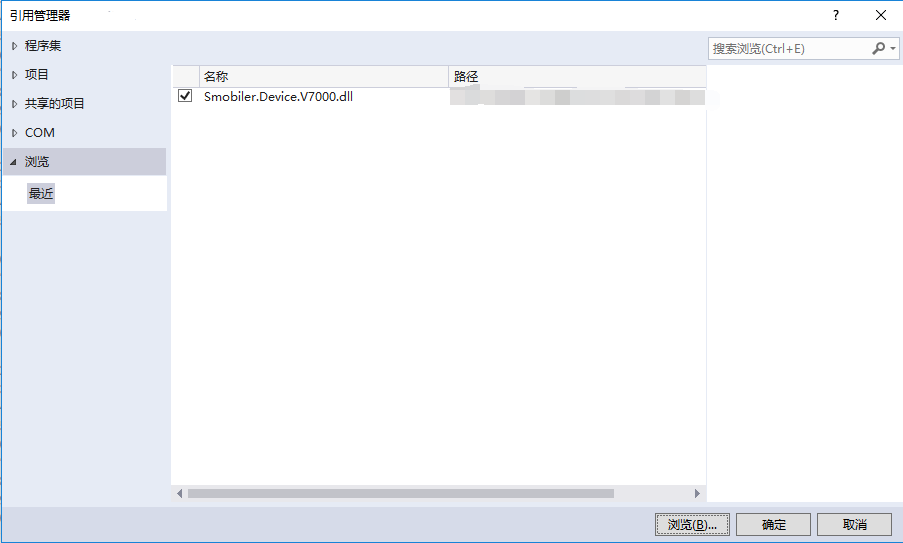 引用管理器
?
程序集
搜索浏览(Ctrl+E)
项目
名称
路径
Smobiler.Device.V7000.dll
共享的项目
COM
浏览
最近
浏览(B)...
确定
取消